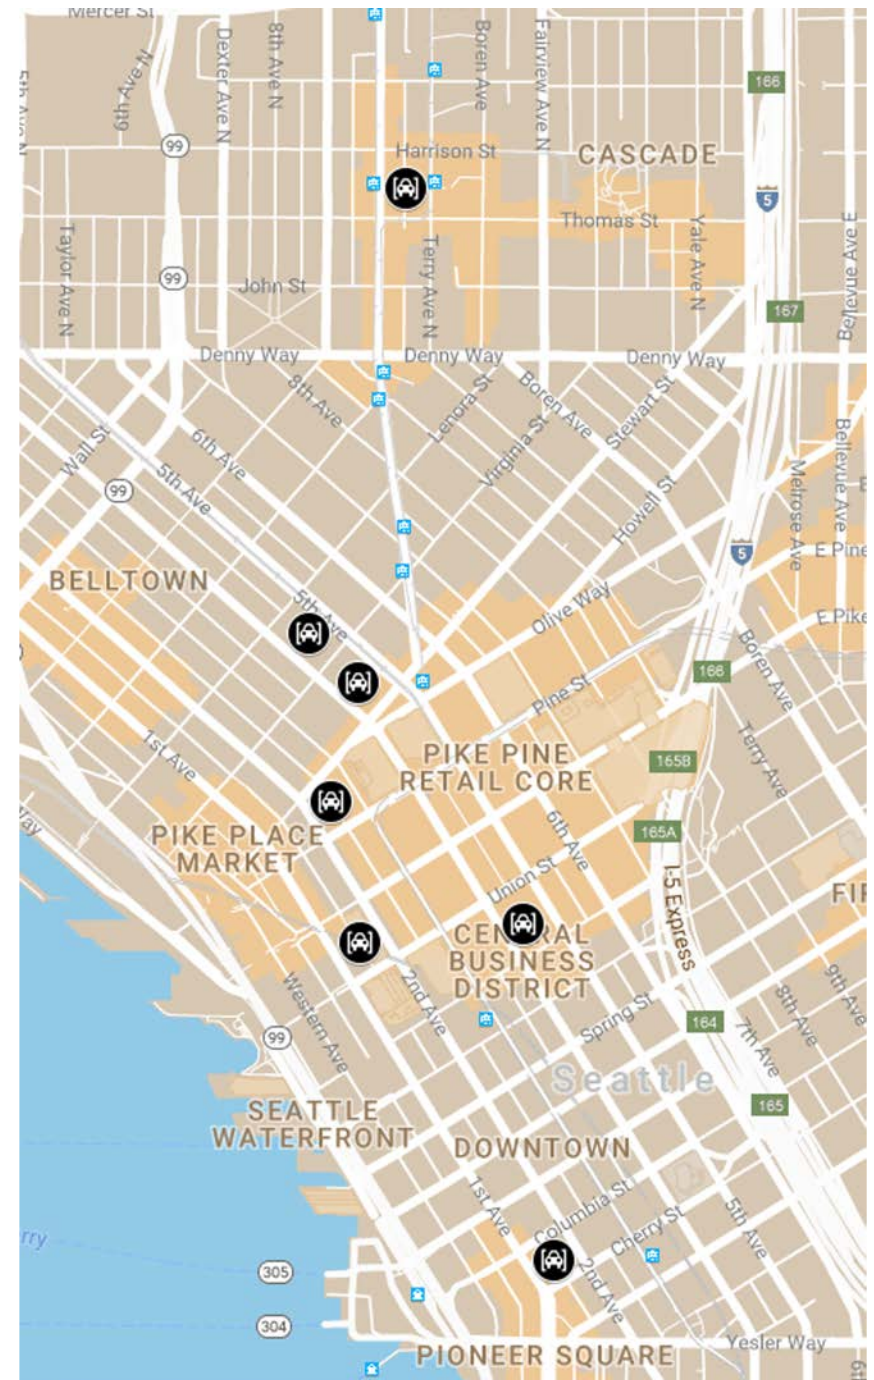 Mercer St
5th Ave N
6th Ave N
Dexter Ave N
8th Ave N
Boren Ave
Fairview Ave N
166
99
Harrison St
CASCADE
5
Thomas St
Taylor Ave N
Terry Ave N
Yale Ave N
Bellevue Ave E
99
John St
167
Denny Way
Denny Way
Denny Way
8th Ave
Lenora St
Boren Ave
Stewart St
Wall St
6th Ave
Virginia St
Bellevue Ave
99
5th Ave
Howell St
Melrose Ave
5
E Pine
BELLTOWN
5th Ave
Olive Way
E Pike
Boren Ave
166
Pine St
1st Ave
PIKE PINE
RETAIL CORE
165B
Terry Ave
PIKE PLACE
MARKET
6th Ave
165A
way
Union St
I-5 Express
FIR
CENTRAL
BUSINESS
DISTRICT
2nd Ave
Western Ave
Spring St
9th Ave
8th Ave
7th Ave
164
99
Seattle
165
SEATTLE
WATERFRONT
DOWNTOWN
1st Ave
Columbia St
Cherry St
5th Ave
rry
305
2nd Ave
304
Yesler Way
PIONEER SQUARE
6th